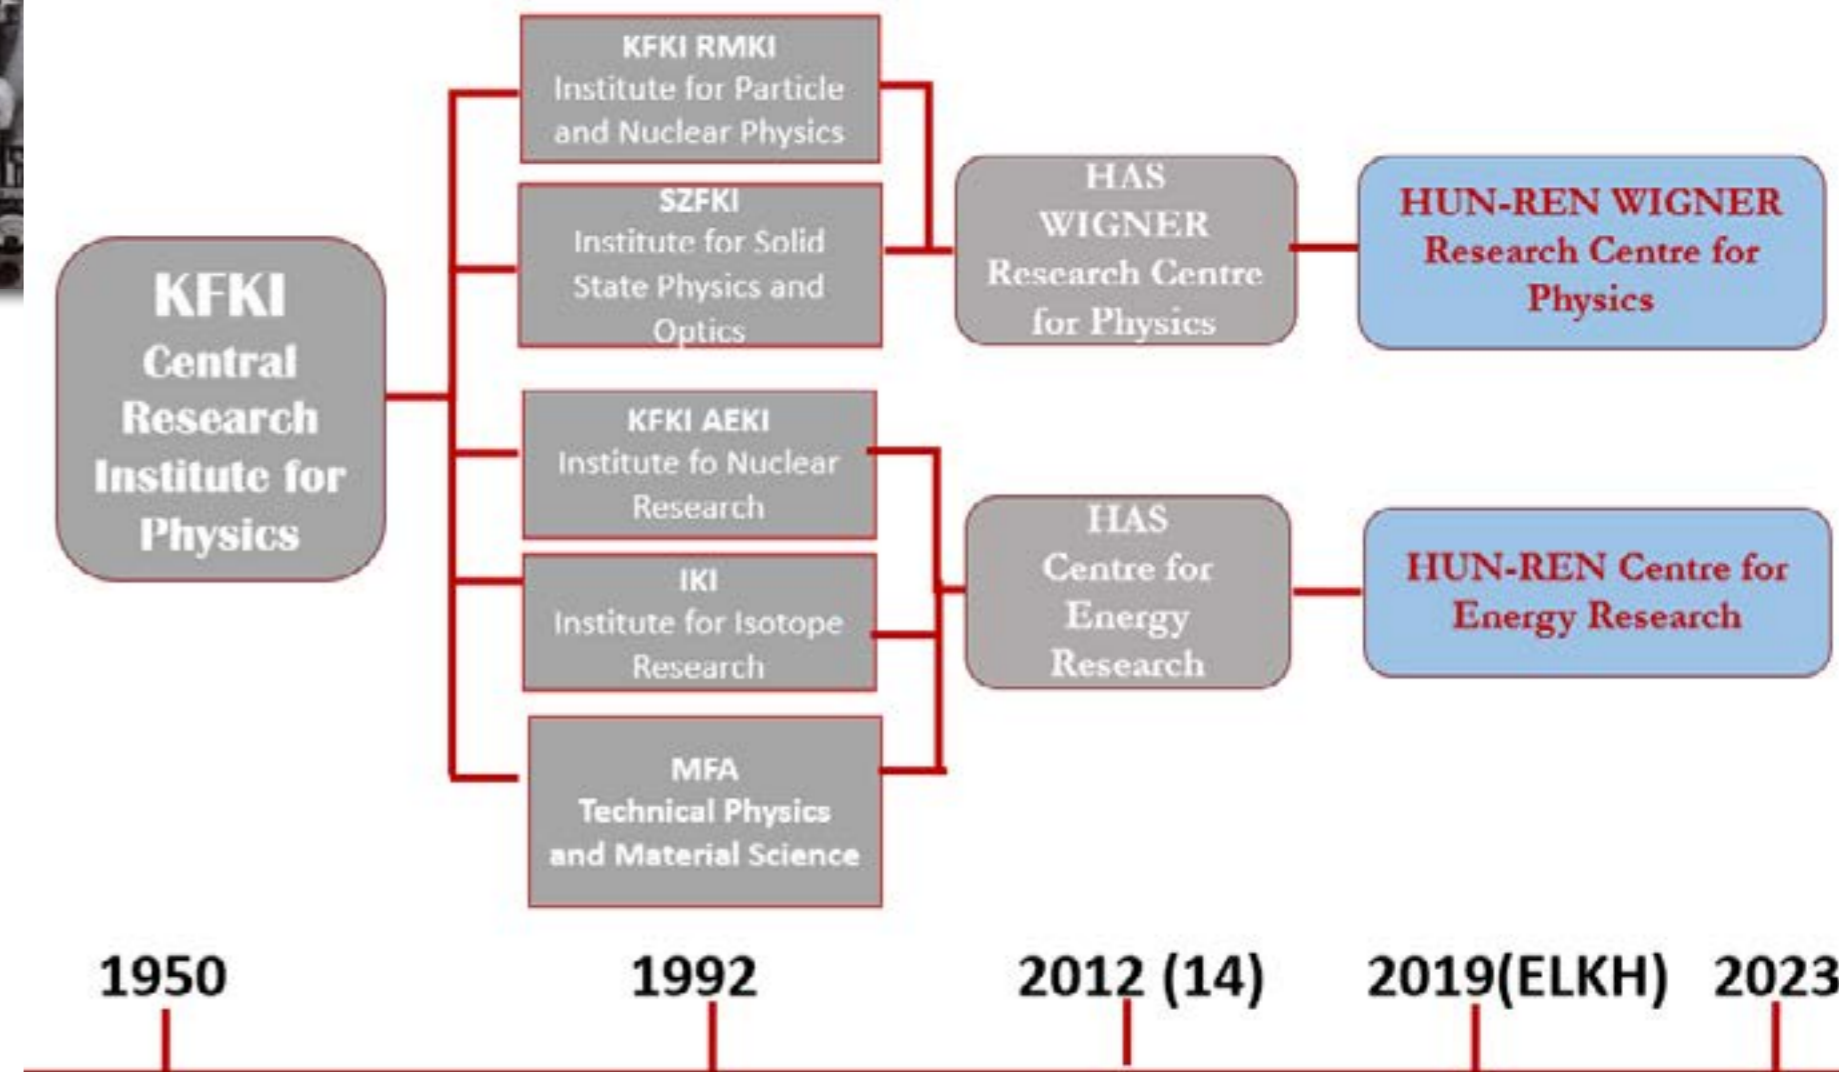 KFKI
Central
Research
Institute for
Physics
KFKI RMKI
Institute for Particle
and Nuclear Physics
SZFKI
Institute for Solid
State Physics and
Optics
KFKI AEKI
Institute fo Nuclear
Research
IKI
Institute for Isotope
Research
MFA
Technical Physics
and Material Science
HAS
WIGNER
Research Centre
for Physics
HAS
Centre for
Energy
Research
HUN-REN WIGNER
Research Centre for
Physics
HUN-REN Centre for
Energy Research
1950
1992
2012 (14)
2019(ELKH)
2023